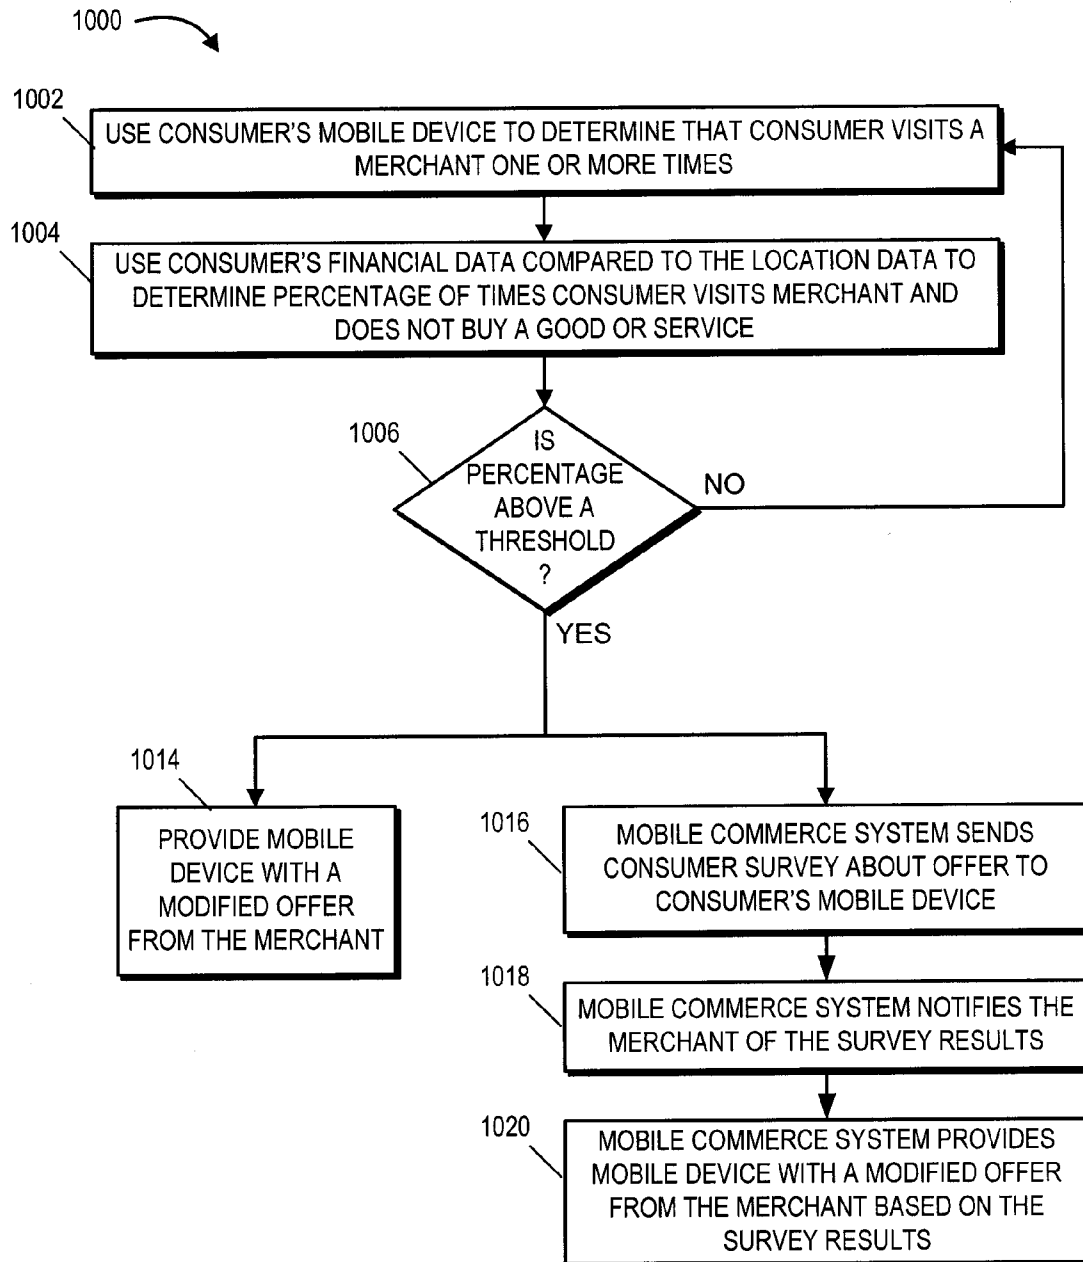 1000
1002
USE CONSUMER'S MOBILE DEVICE TO DETERMINE THAT CONSUMER VISITS A
MERCHANT ONE OR MORE TIMES
1004
USE CONSUMER'S FINANCIAL DATA COMPARED TO THE LOCATION DATA TO
DETERMINE PERCENTAGE OF TIMES CONSUMER VISITS MERCHANT AND
DOES NOT BUY A GOOD OR SERVICE
1006
IS
PERCENTAGE
ABOVE A
THRESHOLD
?
NO
YES
1014
PROVIDE MOBILE
DEVICE WITH A
MODIFIED OFFER
FROM THE MERCHANT
1016
MOBILE COMMERCE SYSTEM SENDS
CONSUMER SURVEY ABOUT OFFER TO
CONSUMER'S MOBILE DEVICE
1018
MOBILE COMMERCE SYSTEM NOTIFIES THE
MERCHANT OF THE SURVEY RESULTS
1020
MOBILE COMMERCE SYSTEM PROVIDES
MOBILE DEVICE WITH A MODIFIED OFFER
FROM THE MERCHANT BASED ON THE
SURVEY RESULTS